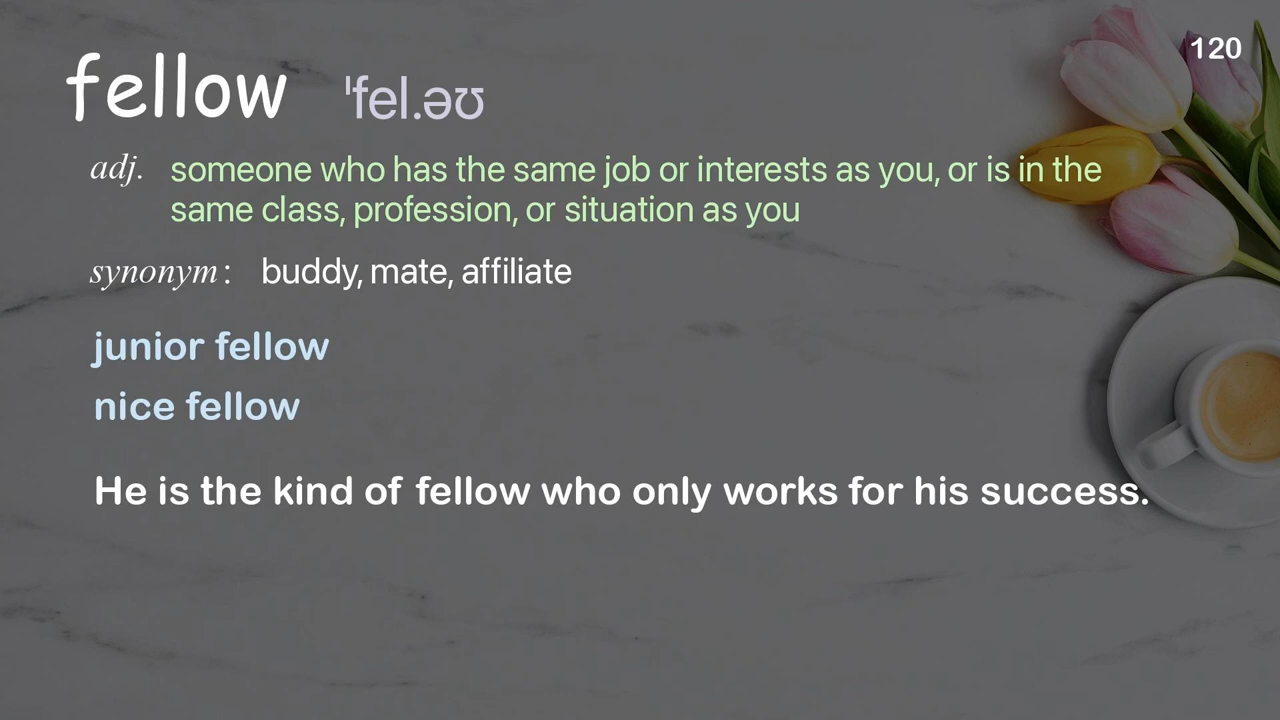 120
fellow ˈfel.əʊ
adj. someone who has the same job or interests as you, or is in the
same class, profession, or situation as you
synonym: buddy, mate, affiliate
junior fellow
nice fellow
He is the kind of fellow who only works for his success.